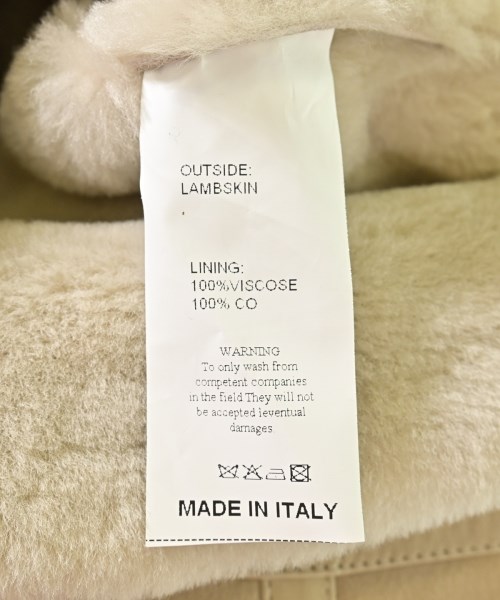 OUTSIDE:
LAMBSKIN
LINING:
100%VISCOSE
100% CO
WARNING
To only wash from
competent companies
in the field They will not
be accepted leventual
damages
MADE IN ITALY